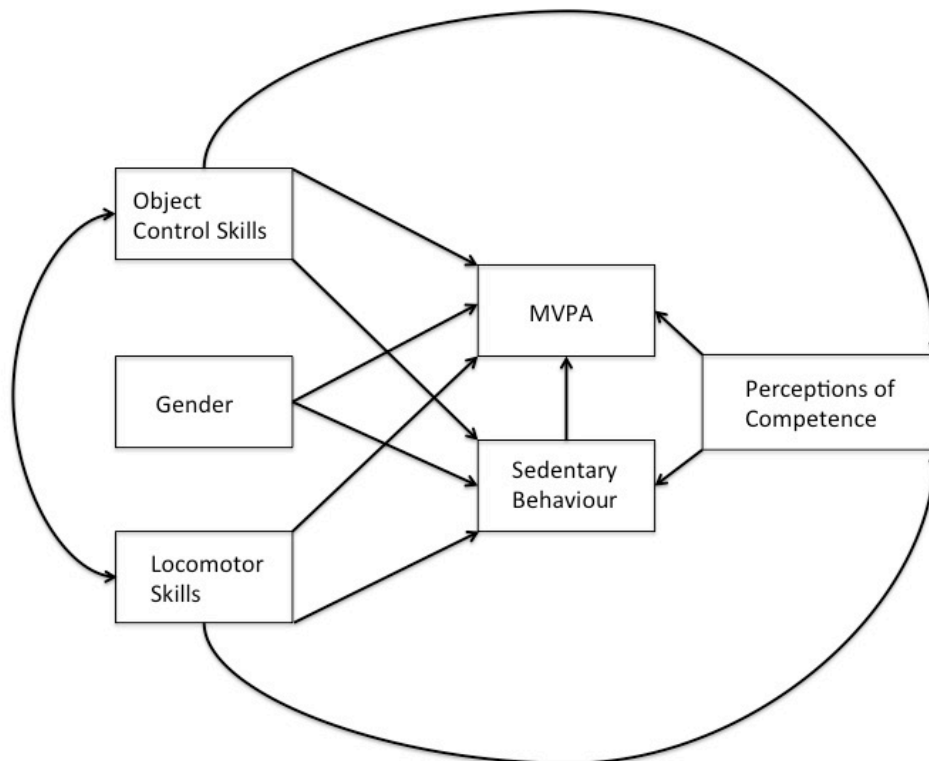 Object
Control Skills
MVPA
Gender
Perceptions of
Competence
Sedentary
Behaviour
Locomotor
Skills